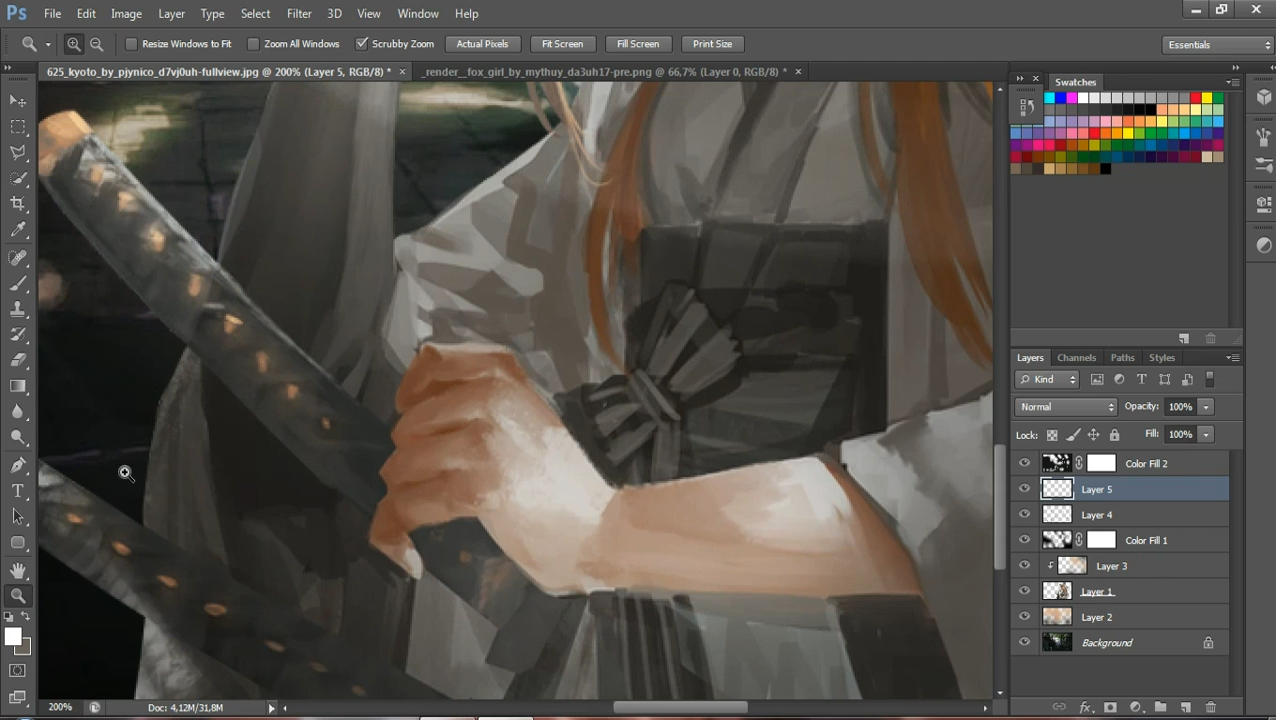 Ps File Edit Image Layer Type Select Filter 3D View Window Help
Resize Windows to Fit Zoom All Windows Scrubby Zoom Actual Pixels Fit Screen Fill Screen Print Size Essentials
625_kyoto_by_pjynico_d7vj0uh-fullview.jpg @ 200% (Layer 5, RGB/8) * × _render__fox_girl_by_mythuy_da3uh17-pre.png @ 66,7% (Layer 0, RGB/8) * ×
Swatches
Layers Channels Paths Styles
Kind
Normal Opacity: 100%
Lock: Fill: 100%
Color Fill 2
Layer 5
Layer 4
Color Fill 1
Layer 3
Layer 1
Layer 2
Background
200% Doc: 4,12M/31,8M
fx